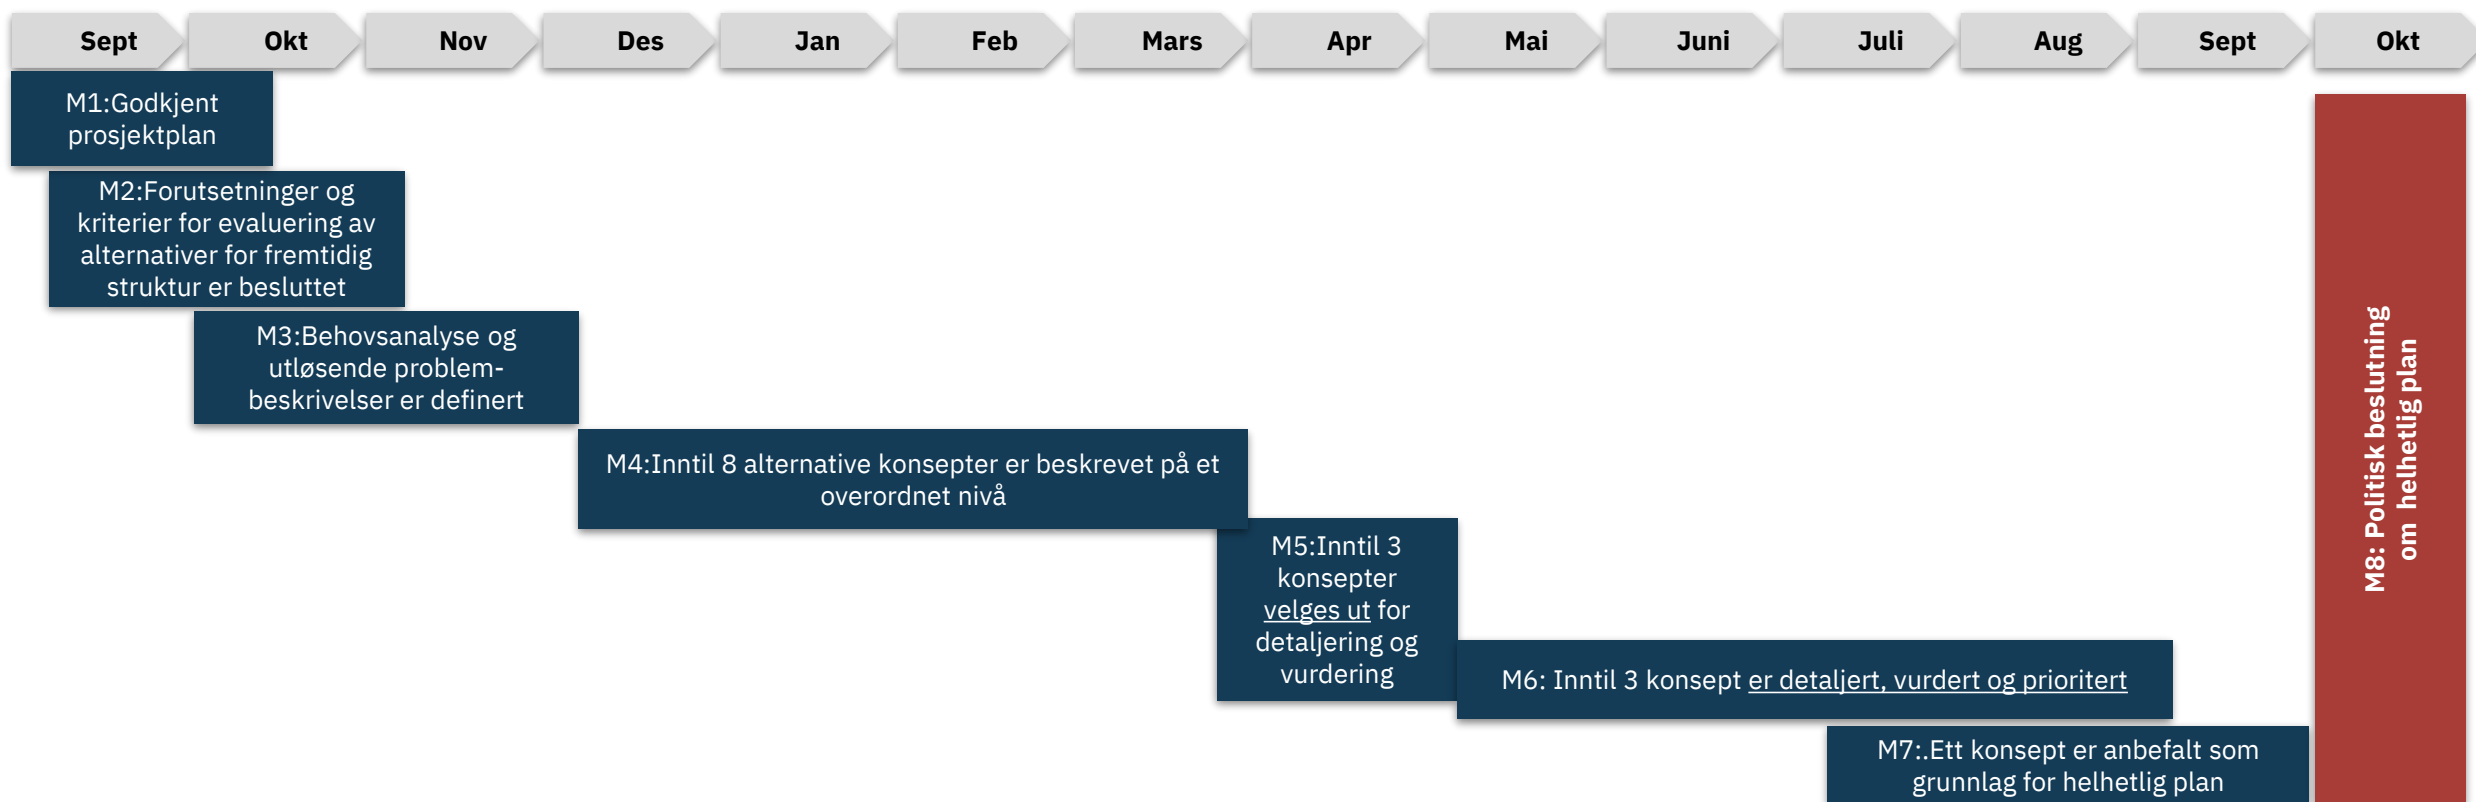 Sept Okt Nov Des Jan Feb Mars Apr Mai Juni Juli Aug Sept Okt
M1:Godkjent
prosjektplan
M2:Forutsetninger og
kriterier for evaluering av
alternativer for fremtidig
struktur er besluttet
M3:Behovsanalyse og
utløsende problem-
beskrivelser er definert
M4:Inntil 8 alternative konsepter er beskrevet på et
overordnet nivå
M5:Inntil 3
konsepter
velges ut for
detaljering og
vurdering
M6: Inntil 3 konsept er detaljert, vurdert og prioritert
M7:.Ett konsept er anbefalt som
grunnlag for helhetlig plan
M8: Politisk beslutning
om helhetlig plan